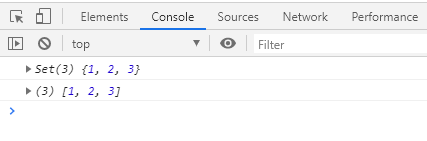 Elements Console Sources Network Performance
top Filter
Set(3) {1, 2, 3}
(3) [1, 2, 3]